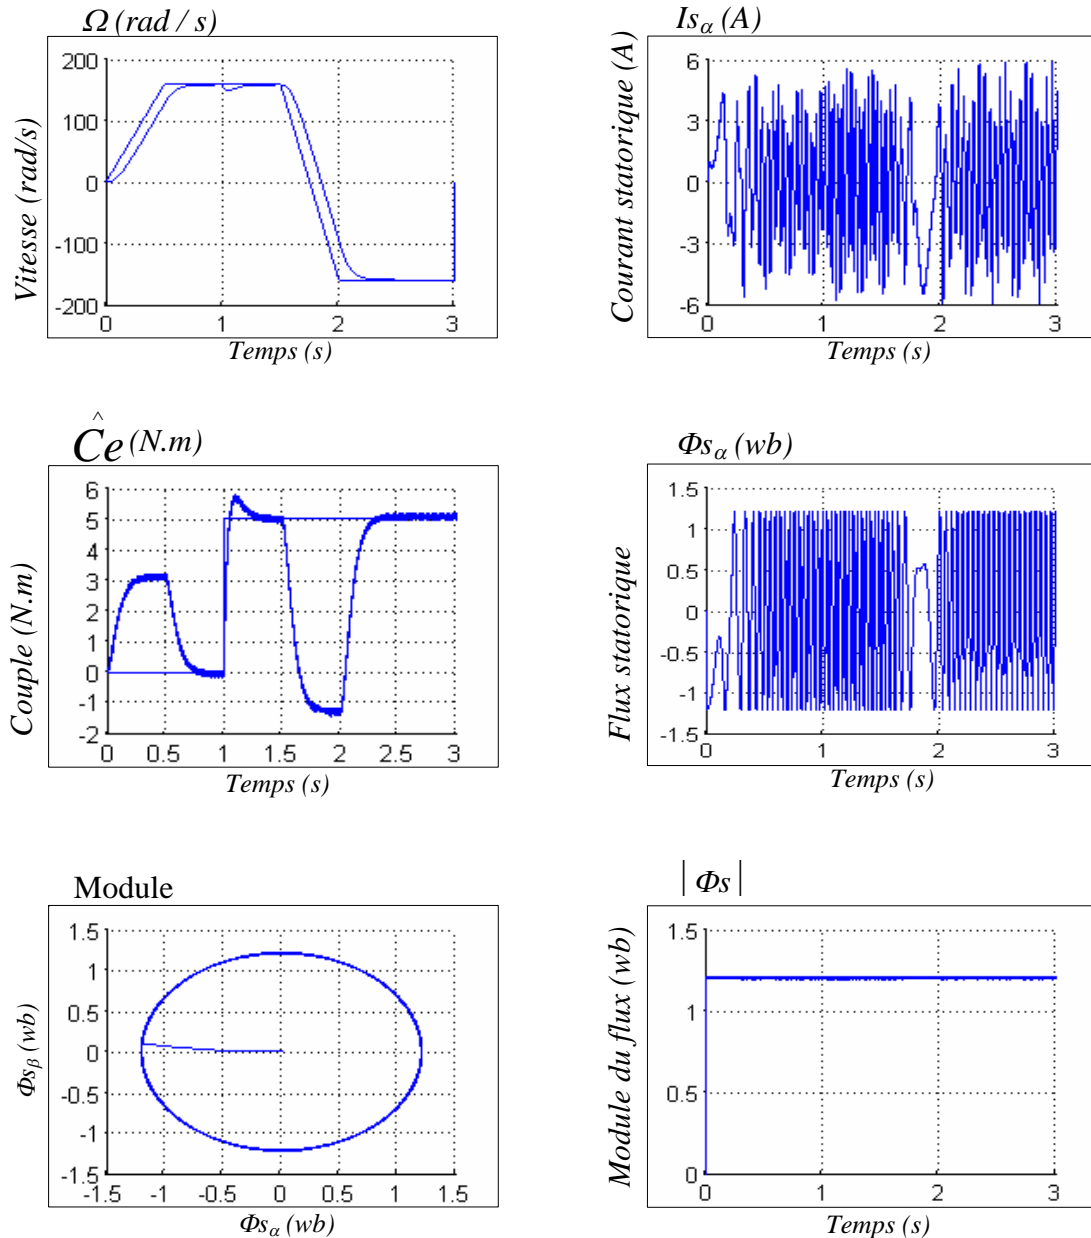 Ω (rad / s)
Vitesse (rad/s)
200
100
0
-100
-200
0 1 2 3
Temps (s)
Isα (A)
Courant statorique (A)
6
3
0
-3
-6
0 1 2 3
Temps (s)
Ĉe (N.m)
Couple (N.m)
6
5
4
3
2
1
0
-1
-2
0 0.5 1 1.5 2 2.5 3
Temps (s)
Φsα (wb)
Flux statorique
1.5
1
0.5
0
-0.5
-1
-1.5
0 1 2 3
Temps (s)
Module
Φsβ (wb)
1.5
1
0.5
0
-0.5
-1
-1.5
-1.5 -1 -0.5 0 0.5 1 1.5
Φsα (wb)
|Φs|
Module du flux (wb)
1.5
1
0.5
0
0 1 2 3
Temps (s)